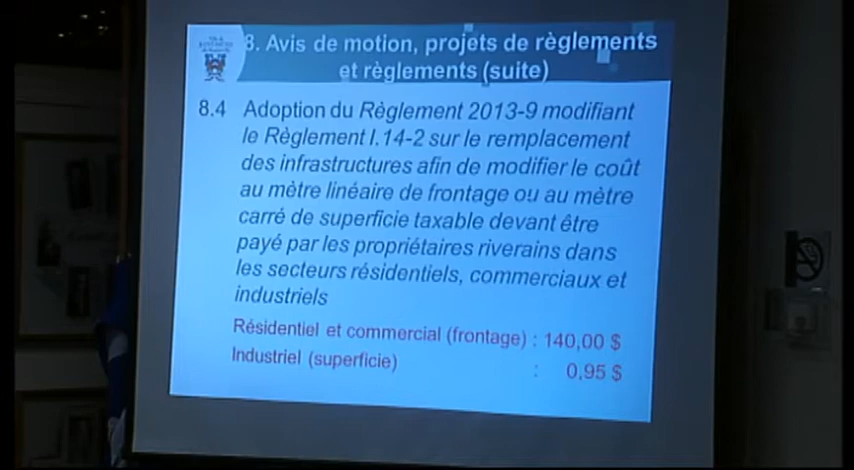 8. Avis de motion, projets de règlements
et règlements (suite)
8.4 Adoption du Règlement 2013-9 modifiant
le Règlement I.14-2 sur le remplacement
des infrastructures afin de modifier le coût
au mètre linéaire de frontage ou au mètre
carré de superficie taxable devant être
payé par les propriétaires riverains dans
les secteurs résidentiels, commerciaux et
industriels
Résidentiel et commercial (frontage) : 140,00 $
Industriel (superficie) : 0,95 $